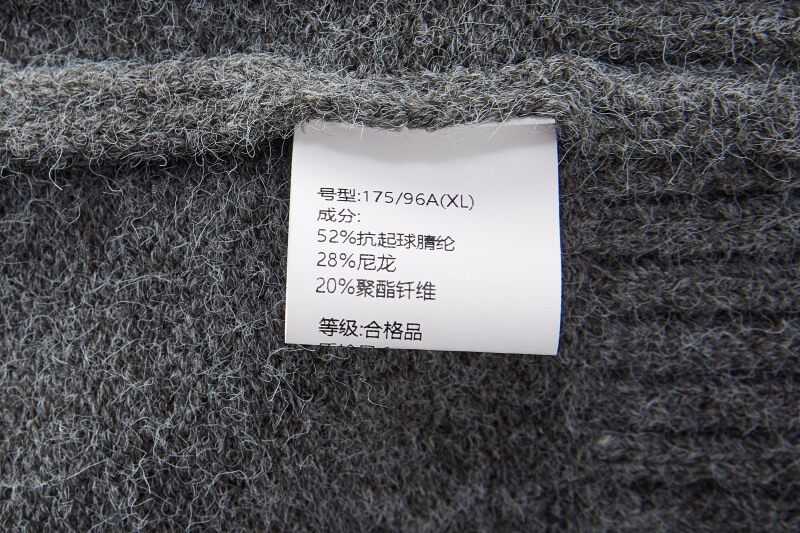 号型:175/96A(XL)
成分:
52%抗起球腈纶
28%尼龙
20%聚酯钎维
等级:合格品